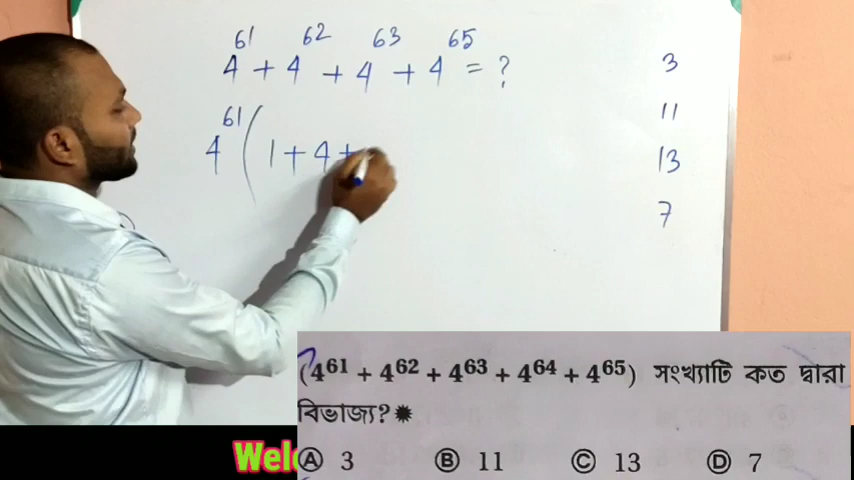 4^61 + 4^62 + 4^63 + 4^65 = ?
4^61 ( 1 + 4 +
3
11
13
7
(4^61 + 4^62 + 4^63 + 4^64 + 4^65) সংখ্যাটি কত দ্বারা
বিভাজ্য? ✸
Ⓐ 3 Ⓑ 11 Ⓒ 13 Ⓓ 7